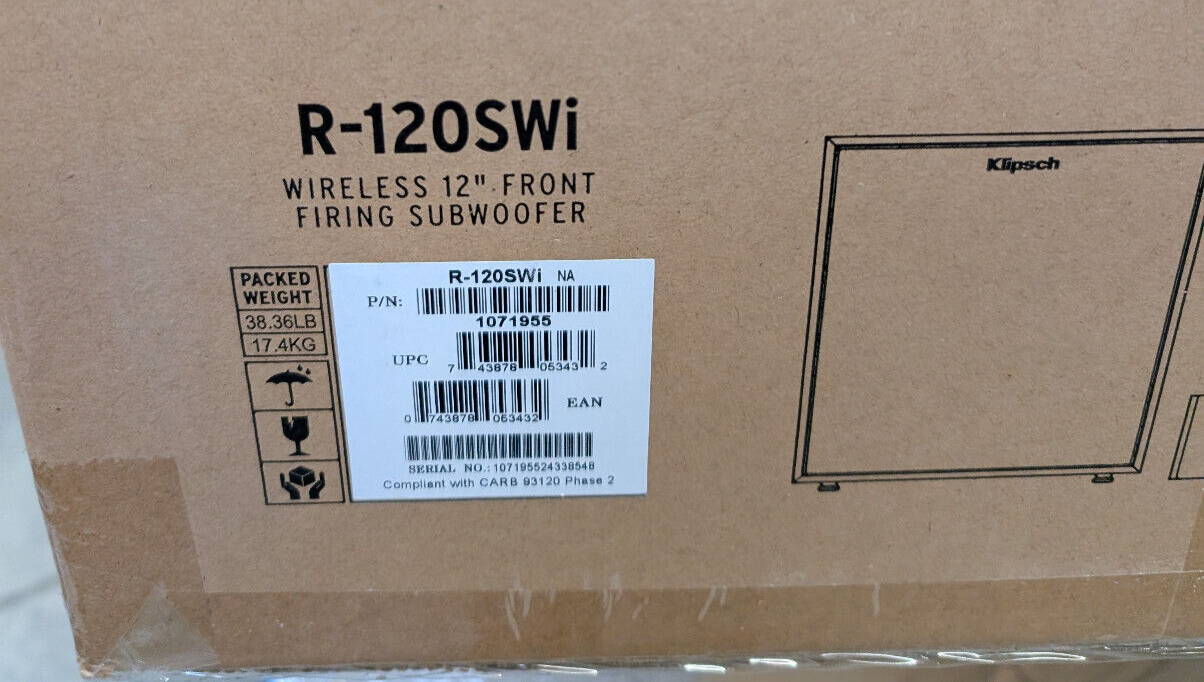 R-120SWi
WIRELESS 12" FRONT
FIRING SUBWOOFER
Klipsch
PACKED
WEIGHT
38.36LB
17.4KG
R-120SWi NA
P/N:
1071955
UPC
7 43878 05343 2
EAN
0 743878 053432
SERIAL NO.: 107195524338548
Compliant with CARB 93120 Phase 2